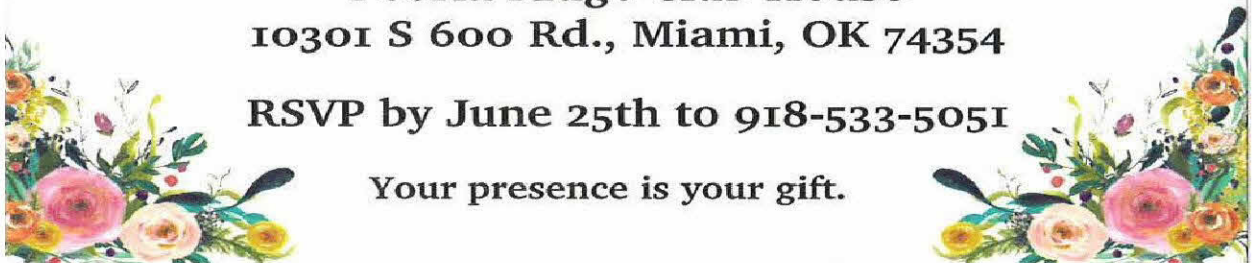 10301 S 600 Rd., Miami, OK 74354
RSVP by June 25th to 918-533-5051
Your presence is your gift.